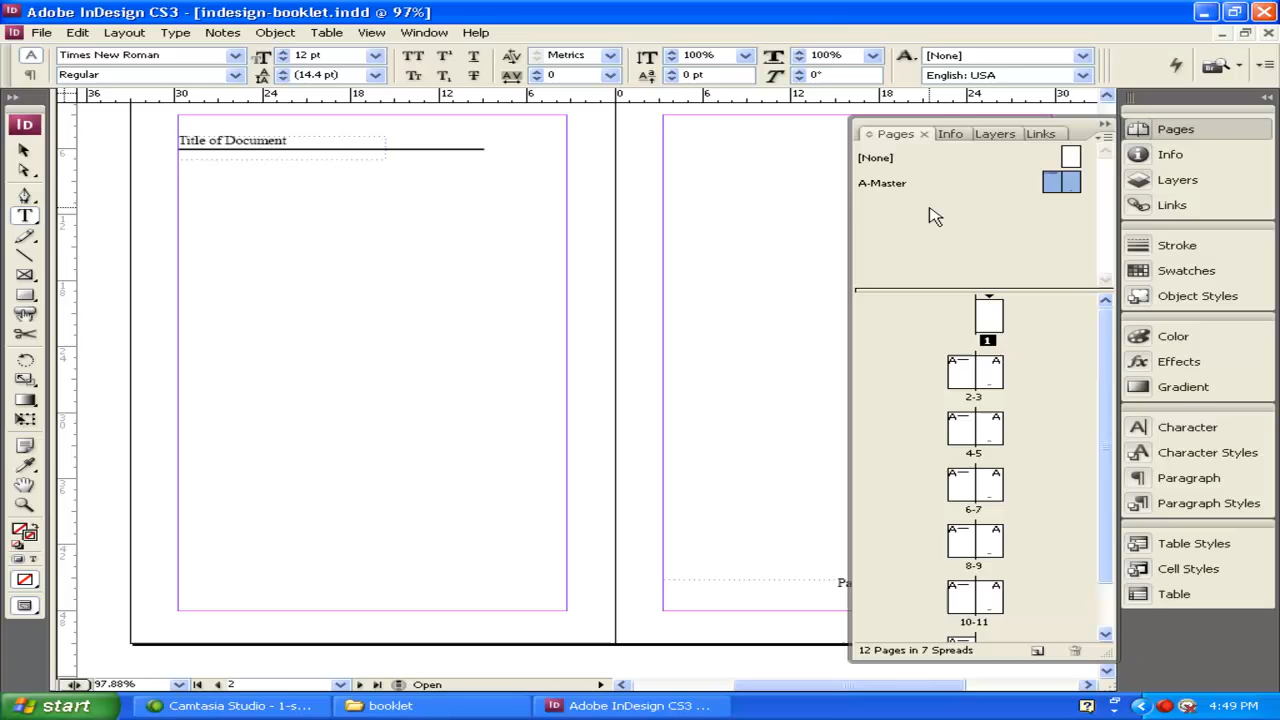 Adobe InDesign CS3 - [indesign-booklet.indd @ 97%]
File Edit Layout Type Notes Object Table View Window Help
Times New Roman 12 pt Metrics 100% 100% [None]
Regular (14.4 pt) 0 0 pt 0° English: USA
36 30 24 18 12 6 0 6 12 18 24 30
Title of Document
Pages Info Layers Links
[None]
A-Master
1
A A
2-3
A A
4-5
A A
6-7
A A
8-9
A A
10-11
12 Pages in 7 Spreads
Pages
Info
Layers
Links
Stroke
Swatches
Object Styles
Color
Effects
Gradient
Character
Character Styles
Paragraph
Paragraph Styles
Table Styles
Cell Styles
Table
97.88% 2 Open
start Camtasia Studio - 1-s... booklet Adobe InDesign CS3 ... 4:49 PM